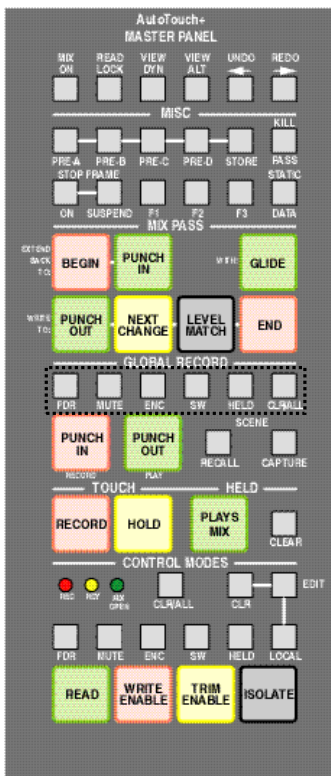 AutoTouch+
MASTER PANEL
MIX ON READ LOCK VIEW DYN VIEW ALT UNDO REDO
MISC
KILL
PRE-A PRE-B PRE-C PRE-D STORE PASS
STOP FRAME STATIC
ON SUSPEND F1 F2 F3 DATA
MIX PASS
EXTEND BACK TO: BEGIN PUNCH IN WITH: GLIDE
WRITE TO: PUNCH OUT NEXT CHANGE LEVEL MATCH END
GLOBAL RECORD
FDR MUTE ENC SW HELD CLR/ALL
SCENE
PUNCH IN PUNCH OUT RECALL CAPTURE
RECORD PLAY
TOUCH HELD
RECORD HOLD PLAYS MIX CLEAR
CONTROL MODES
REC RDY MIX OPEN CLR/ALL CLR EDIT
FDR MUTE ENC SW HELD LOCAL
READ WRITE ENABLE TRIM ENABLE ISOLATE